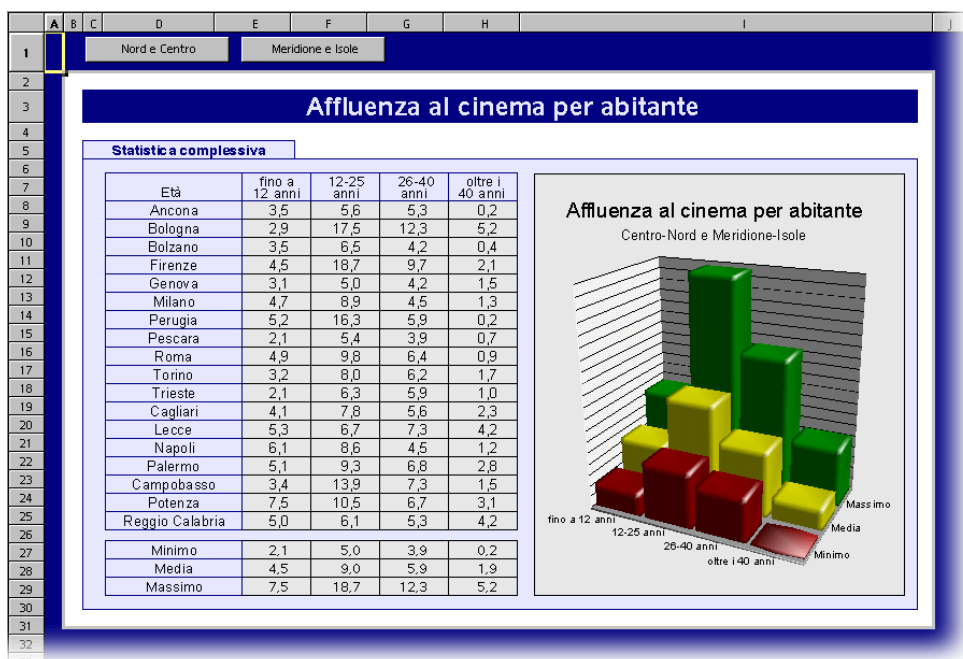 A B C D E F G H I J
1 Nord e Centro Meridione e Isole
2
3 Affluenza al cinema per abitante
4
5 Statistica complessiva
6
7 Età fino a 12 anni 12-25 anni 26-40 anni oltre i 40 anni
8 Ancona 3,5 5,6 5,3 0,2
9 Bologna 2,9 17,5 12,3 5,2
10 Bolzano 3,5 6,5 4,2 0,4
11 Firenze 4,5 18,7 9,7 2,1
12 Genova 3,1 5,0 4,2 1,5
13 Milano 4,7 8,9 4,5 1,3
14 Perugia 5,2 16,3 5,9 0,2
15 Pescara 2,1 5,4 3,9 0,7
16 Roma 4,9 9,8 6,4 0,9
17 Torino 3,2 8,0 6,2 1,7
18 Trieste 2,1 6,3 5,9 1,0
19 Cagliari 4,1 7,8 5,6 2,3
20 Lecce 5,3 6,7 7,3 4,2
21 Napoli 6,1 8,6 4,5 1,2
22 Palermo 5,1 9,3 6,8 2,8
23 Campobasso 3,4 13,9 7,3 1,5
24 Potenza 7,5 10,5 6,7 3,1
25 Reggio Calabria 5,0 6,1 5,3 4,2
26
27 Minimo 2,1 5,0 3,9 0,2
28 Media 4,5 9,0 5,9 1,9
29 Massimo 7,5 18,7 12,3 5,2
30
31
32
Affluenza al cinema per abitante
Centro-Nord e Meridione-Isole
fino a 12 anni
12-25 anni
26-40 anni
oltre i 40 anni
Massimo
Media
Minimo